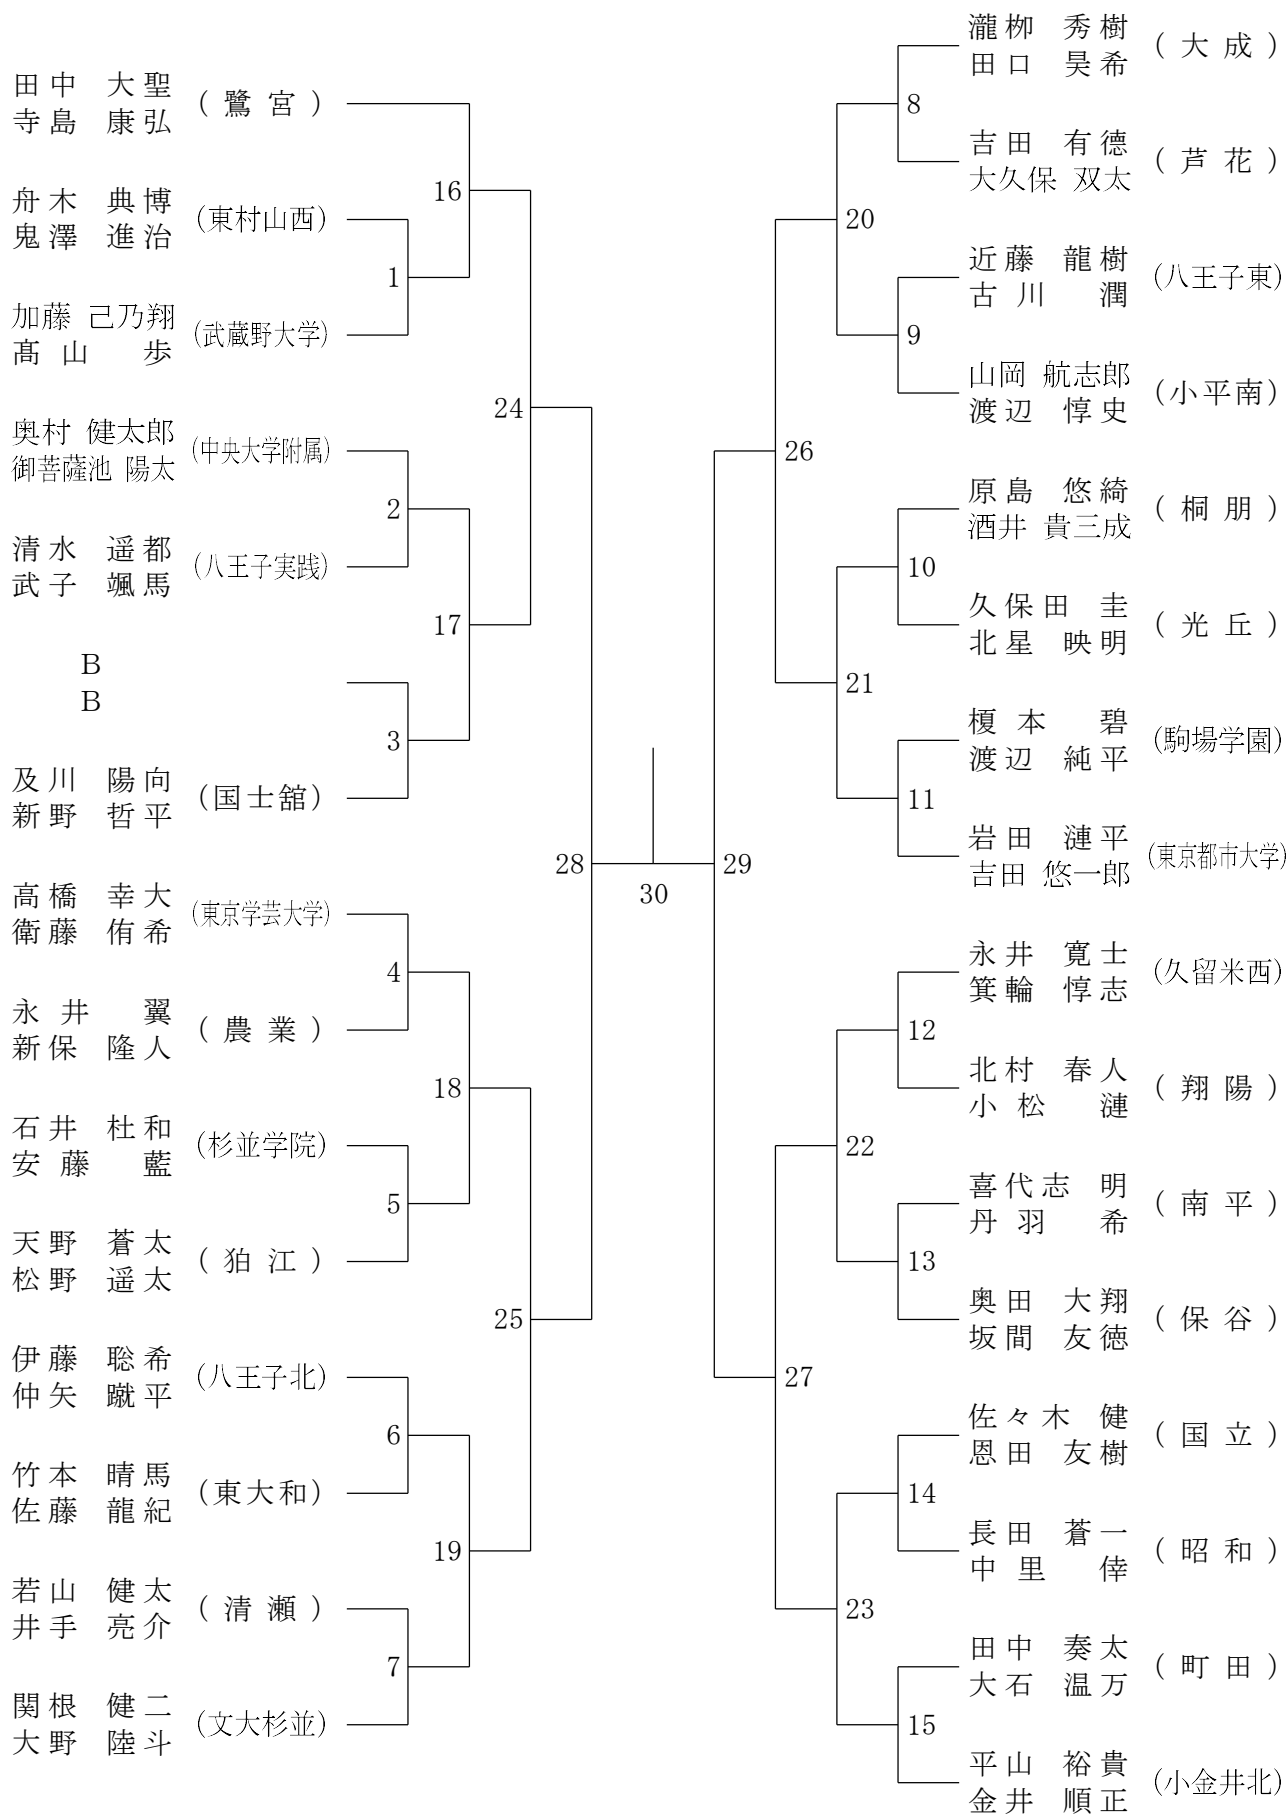 田中 大聖
寺島 康弘
(鷺宮)
舟木 典博
鬼澤 進治
(東村山西)
加藤 己乃翔
髙山 歩
(武蔵野大学)
奥村 健太郎
御菩薩池 陽太
(中央大学附属)
清水 遥都
武子 颯馬
(八王子実践)
B
B
及川 陽向
新野 哲平
(国士舘)
高橋 幸大
衛藤 侑希
(東京学芸大学)
永井 翼
新保 隆人
(農業)
石井 杜和
安藤 藍
(杉並学院)
天野 蒼太
松野 遥太
(狛江)
伊藤 聡希
仲矢 蹴平
(八王子北)
竹本 晴馬
佐藤 龍紀
(東大和)
若山 健太
井手 亮介
(清瀬)
関根 健二
大野 陸斗
(文大杉並)
16
1
24
2
17
3
28
4
18
5
25
6
19
7
30
29
8
20
9
26
10
21
11
12
22
13
27
14
23
15
瀧栁 秀樹
田口 昊希
(大成)
吉田 有德
大久保 双太
(芦花)
近藤 龍樹
古川 潤
(八王子東)
山岡 航志郎
渡辺 惇史
(小平南)
原島 悠綺
酒井 貴三成
(桐朋)
久保田 圭
北星 映明
(光丘)
榎本 碧
渡辺 純平
(駒場学園)
岩田 漣平
吉田 悠一郎
(東京都市大学)
永井 寛士
箕輪 惇志
(久留米西)
北村 春人
小松 漣
(翔陽)
喜代志 明
丹羽 希
(南平)
奥田 大翔
坂間 友徳
(保谷)
佐々木 健
恩田 友樹
(国立)
長田 蒼一
中里 倖
(昭和)
田中 奏太
大石 温万
(町田)
平山 裕貴
金井 順正
(小金井北)